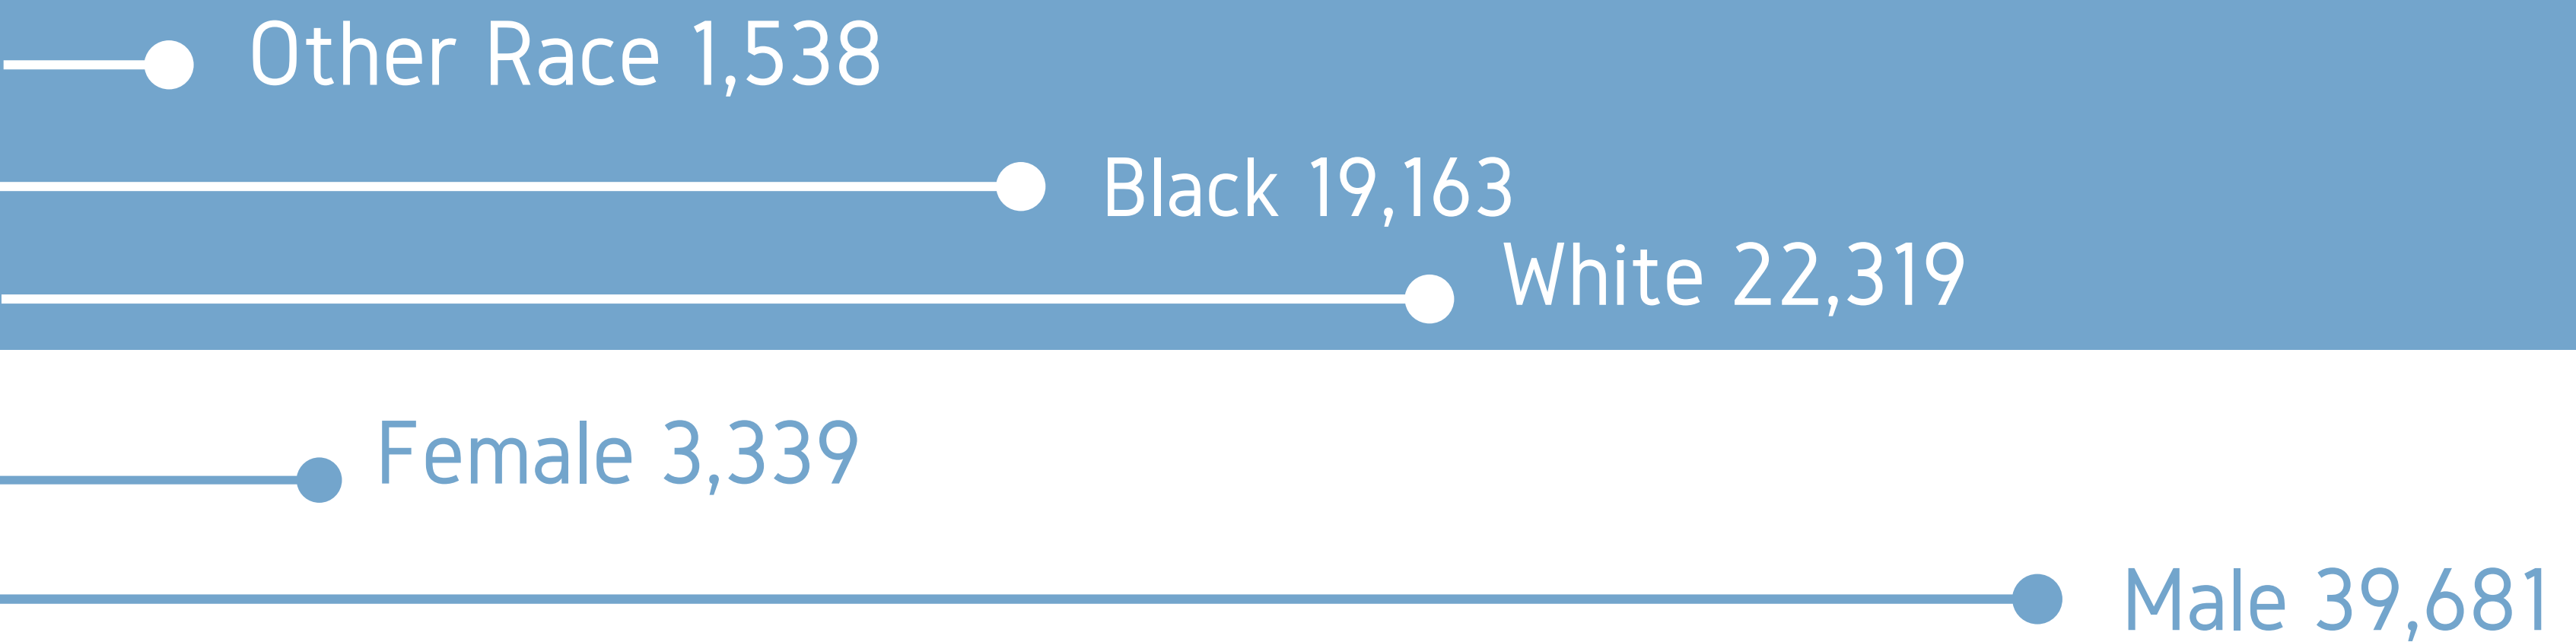 Other Race 1,538
Black 19,163
White 22,319
Female 3,339
Male 39,681